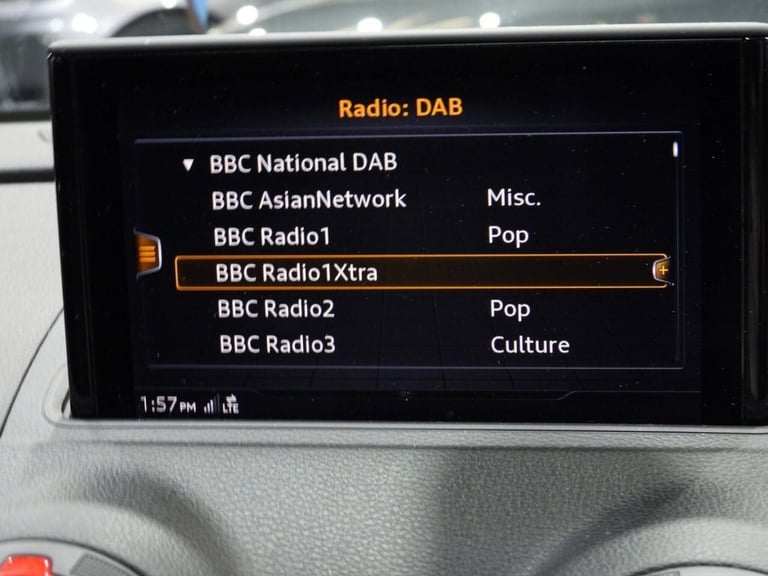 Radio: DAB
▼ BBC National DAB
BBC AsianNetwork Misc.
BBC Radio1 Pop
BBC Radio1Xtra +
BBC Radio2 Pop
BBC Radio3 Culture
1:57 PM LTE